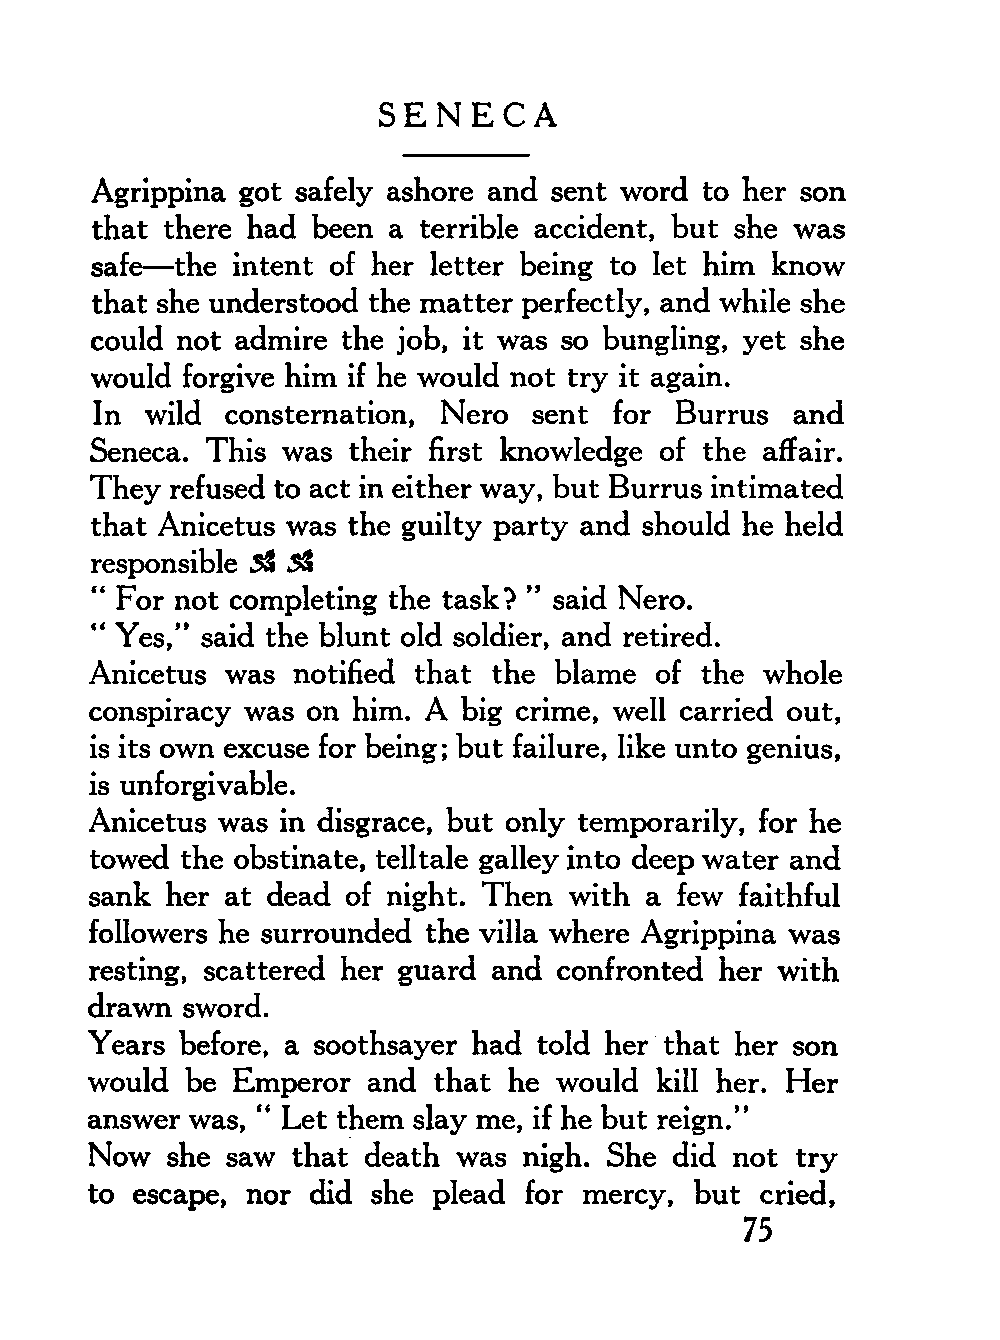 SENECA
Agrippina got safely ashore and sent word to her son
that there had been a terrible accident, but she was
safe—the intent of her letter being to let him know
that she understood the matter perfectly, and while she
could not admire the job, it was so bungling, yet she
would forgive him if he would not try it again.
In wild consternation, Nero sent for Burrus and
Seneca. This was their first knowledge of the affair.
They refused to act in either way, but Burrus intimated
that Anicetus was the guilty party and should he held
responsible
“ For not completing the task? ” said Nero.
“ Yes,” said the blunt old soldier, and retired.
Anicetus was notified that the blame of the whole
conspiracy was on him. A big crime, well carried out,
is its own excuse for being; but failure, like unto genius,
is unforgivable.
Anicetus was in disgrace, but only temporarily, for he
towed the obstinate, telltale galley into deep water and
sank her at dead of night. Then with a few faithful
followers he surrounded the villa where Agrippina was
resting, scattered her guard and confronted her with
drawn sword.
Years before, a soothsayer had told her that her son
would be Emperor and that he would kill her. Her
answer was, “ Let them slay me, if he but reign.”
Now she saw that death was nigh. She did not try
to escape, nor did she plead for mercy, but cried,
75